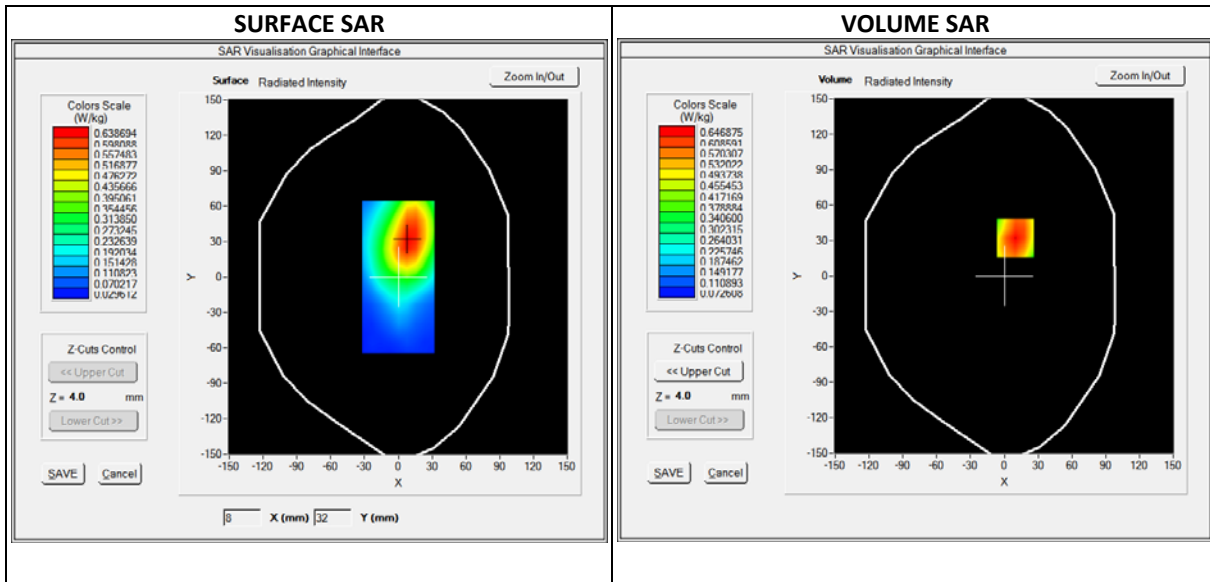 SURFACE SAR
SAR Visualisation Graphical Interface
Surface Radiated Intensity
Zoom In/Out
Colors Scale
(W/kg)
0.638694
0.598088
0.557483
0.516877
0.476272
0.435666
0.395061
0.354456
0.313850
0.273245
0.232639
0.192034
0.151428
0.110823
0.070217
0.029612
150
120
90
60
30
0
-30
-60
-90
-120
-150
Y
-150 -120 -90 -60 -30 0 30 60 90 120 150
X
Z-Cuts Control
<< Upper Cut
Z = 4.0 mm
Lower Cut >>
SAVE Cancel
8 X (mm) 32 Y (mm)
VOLUME SAR
SAR Visualisation Graphical Interface
Volume Radiated Intensity
Zoom In/Out
Colors Scale
(W/kg)
0.646875
0.608591
0.570307
0.532022
0.493738
0.455453
0.417169
0.378884
0.340600
0.302315
0.264031
0.225746
0.187462
0.149177
0.110893
0.072608
150
120
90
60
30
0
-30
-60
-90
-120
-150
Y
-150 -120 -90 -60 -30 0 30 60 90 120 150
X
Z-Cuts Control
<< Upper Cut
Z = 4.0 mm
Lower Cut >>
SAVE Cancel